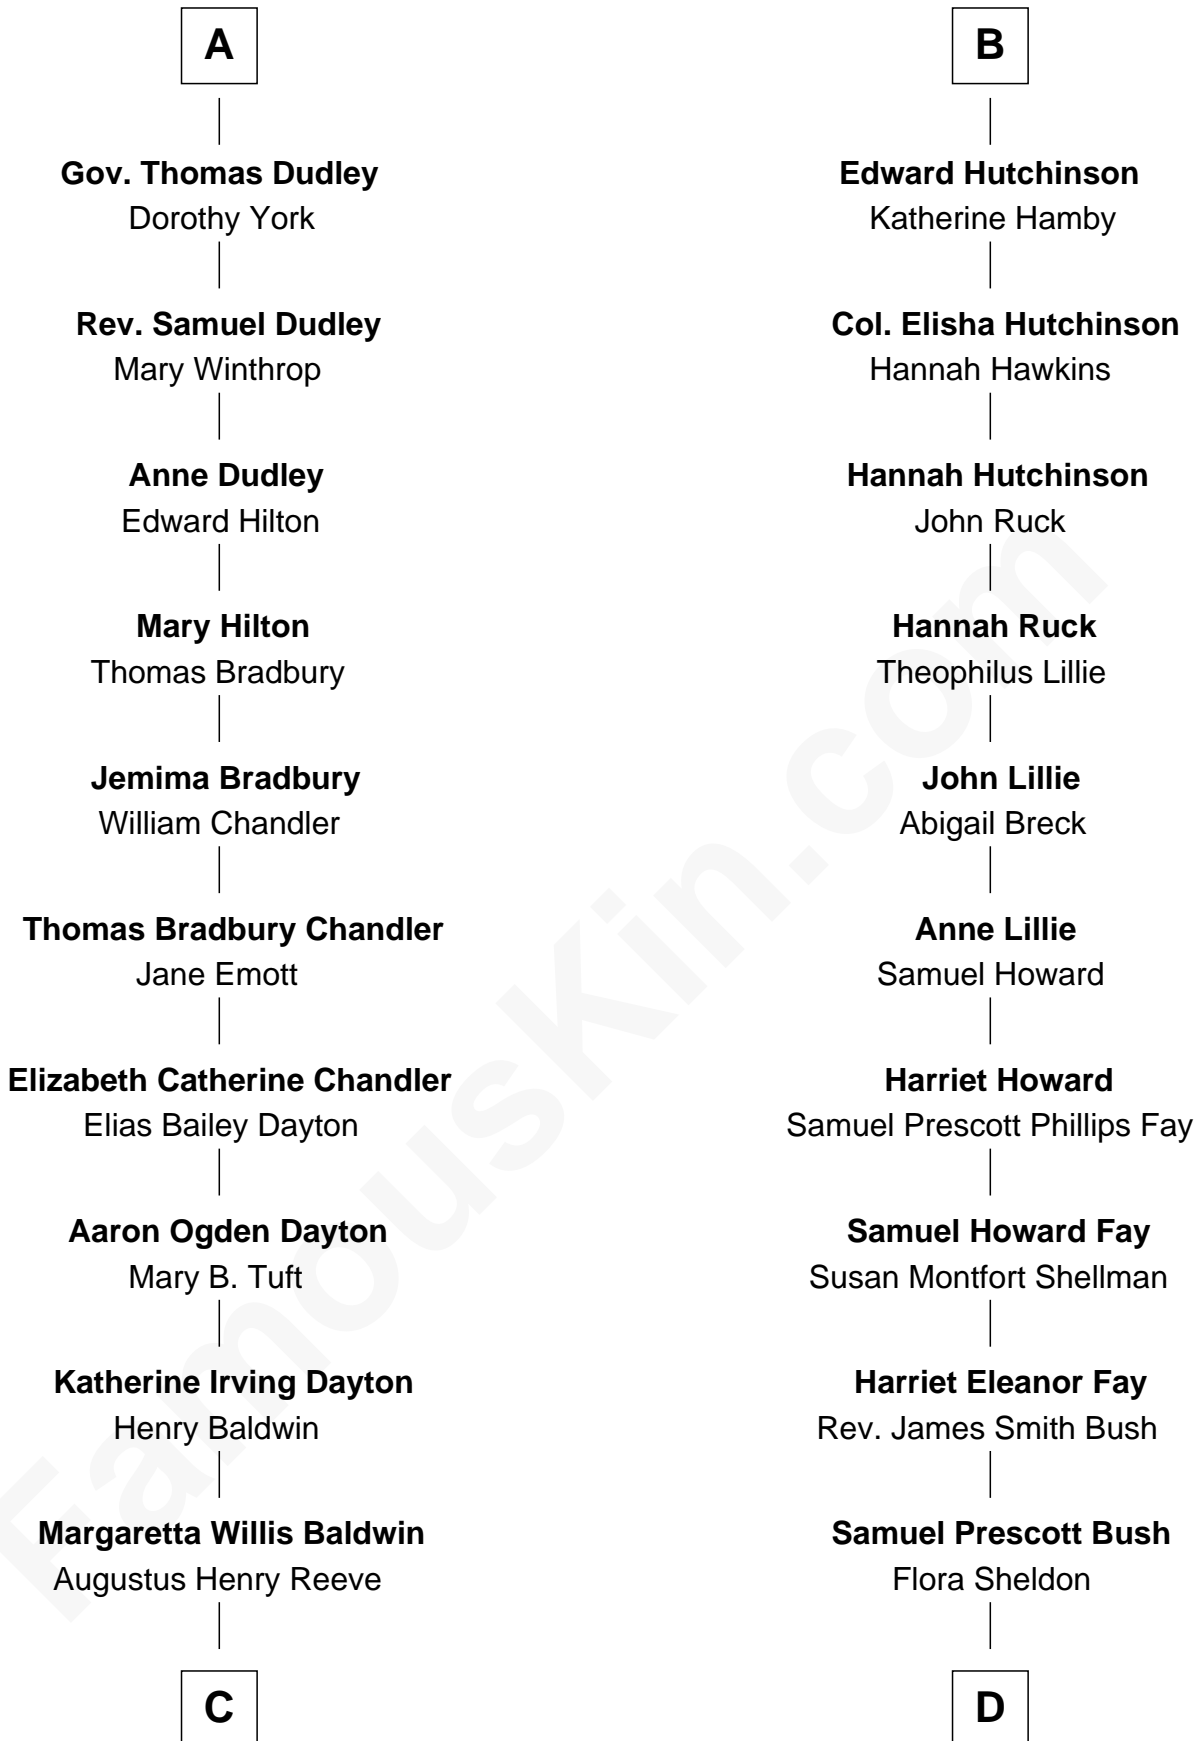 A
Gov. Thomas Dudley
Dorothy York
Rev. Samuel Dudley
Mary Winthrop
Anne Dudley
Edward Hilton
Mary Hilton
Thomas Bradbury
Jemima Bradbury
William Chandler
Thomas Bradbury Chandler
Jane Emott
Elizabeth Catherine Chandler
Elias Bailey Dayton
Aaron Ogden Dayton
Mary B. Tuft
Katherine Irving Dayton
Henry Baldwin
Margaretta Willis Baldwin
Augustus Henry Reeve
C
B
Edward Hutchinson
Katherine Hamby
Col. Elisha Hutchinson
Hannah Hawkins
Hannah Hutchinson
John Ruck
Hannah Ruck
Theophilus Lillie
John Lillie
Abigail Breck
Anne Lillie
Samuel Howard
Harriet Howard
Samuel Prescott Phillips Fay
Samuel Howard Fay
Susan Montfort Shellman
Harriet Eleanor Fay
Rev. James Smith Bush
Samuel Prescott Bush
Flora Sheldon
D
FamousKin.com